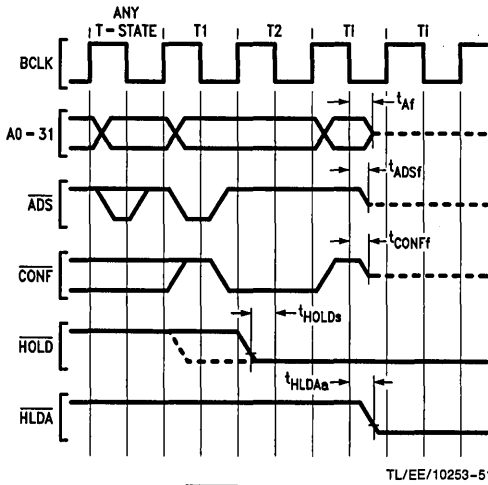 ANY
T-STATE T1 T2 Ti Ti
BCLK
tAf
A0-31
tADSf
ADS
tCONFf
CONF
tHOLDs
HOLD
tHLDAa
HLDA
TL/EE/10253-51